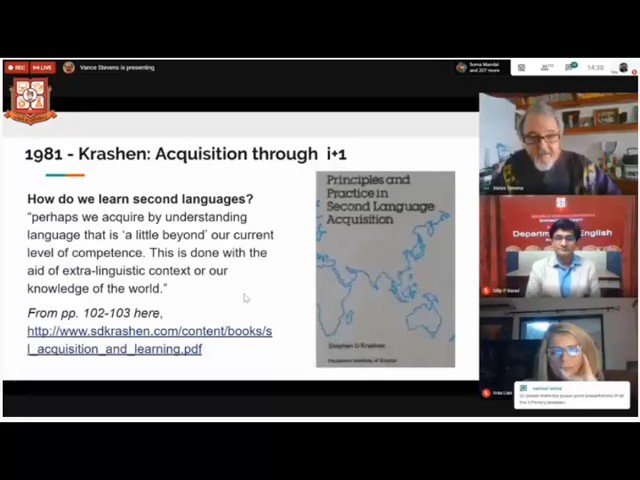 REC
LIVE
Vance Stevens is presenting
Soma Mandal
and 207 more
14:30
You
1981 - Krashen: Acquisition through i+1
How do we learn second languages?
“perhaps we acquire by understanding
language that is ‘a little beyond’ our current
level of competence. This is done with the
aid of extra-linguistic context or our
knowledge of the world.”
From pp. 102-103 here,
http://www.sdkrashen.com/content/books/s
l_acquisition_and_learning.pdf
Principles and
Practice in
Second Language
Acquisition
Stephen D Krashen
Vance Stevens
Department of English
Dilip P Barad